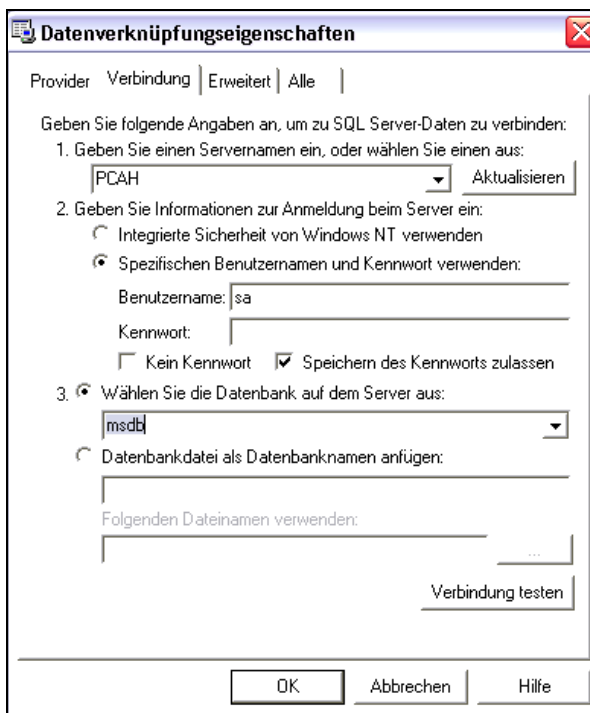 Datenverknüpfungseigenschaften
Provider Verbindung Erweitert Alle
Geben Sie folgende Angaben an, um zu SQL Server-Daten zu verbinden:
1. Geben Sie einen Servernamen ein, oder wählen Sie einen aus:
PCAH Aktualisieren
2. Geben Sie Informationen zur Anmeldung beim Server ein:
Integrierte Sicherheit von Windows NT verwenden
Spezifischen Benutzernamen und Kennwort verwenden:
Benutzername: sa
Kennwort:
Kein Kennwort Speichern des Kennworts zulassen
3. Wählen Sie die Datenbank auf dem Server aus:
msdb
Datenbankdatei als Datenbanknamen anfügen:
Folgenden Dateinamen verwenden:
...
Verbindung testen
OK Abbrechen Hilfe